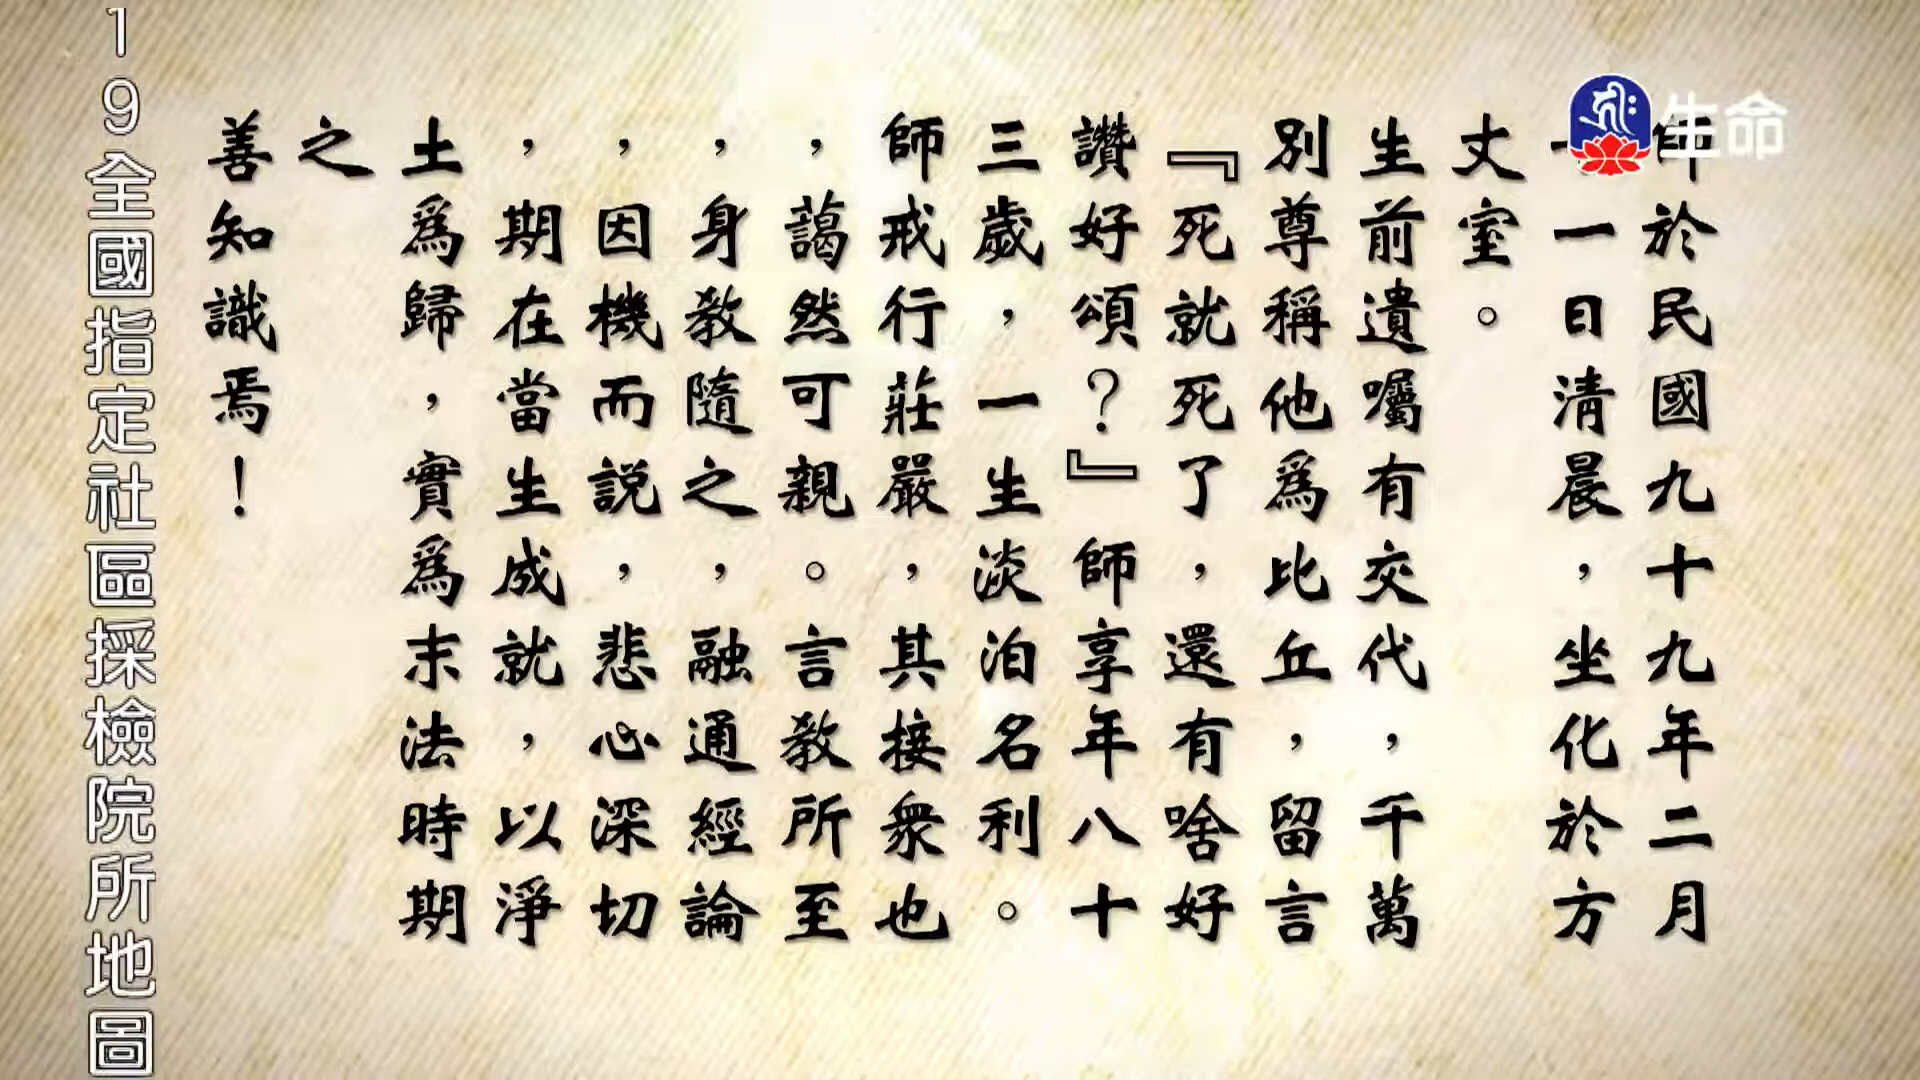 師於民國九十九年二月
一日清晨，坐化於方
丈室。
生前遺囑有交代，千萬
別尊稱他為比丘，留言
『死就死了，還有啥好
讚好頌？』師享年八十
三歲，一生淡泊名利。
師戒行莊嚴，其接眾也
，藹然可親。言教所至
，身教隨之，融通經論
，因機而說，悲心深切
，期在當生成就，以淨
土為歸，實為末法時期
之
善知識焉！
19全國指定社區採檢院所地圖
生命